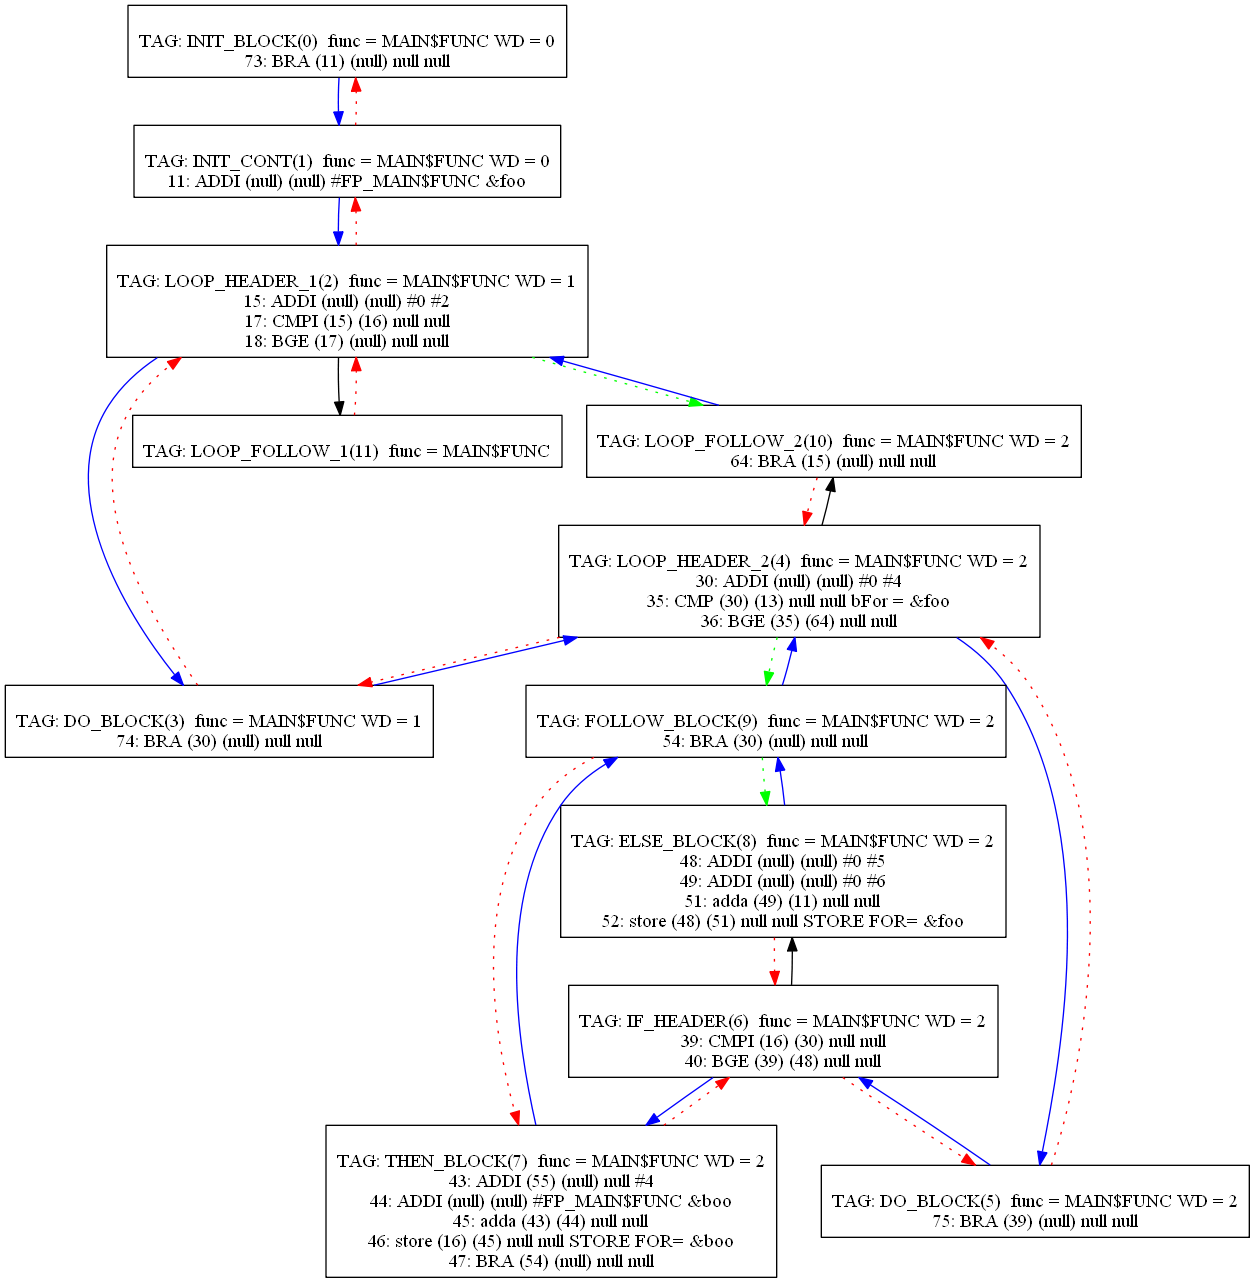 TAG: INIT_BLOCK(0) func = MAIN$FUNC WD = 0
73: BRA (11) (null) null null
TAG: INIT_CONT(1) func = MAIN$FUNC WD = 0
11: ADDI (null) (null) #FP_MAIN$FUNC &foo
TAG: LOOP_HEADER_1(2) func = MAIN$FUNC WD = 1
15: ADDI (null) (null) #0 #2
17: CMPI (15) (16) null null
18: BGE (17) (null) null null
TAG: LOOP_FOLLOW_1(11) func = MAIN$FUNC
TAG: LOOP_FOLLOW_2(10) func = MAIN$FUNC WD = 2
64: BRA (15) (null) null null
TAG: LOOP_HEADER_2(4) func = MAIN$FUNC WD = 2
30: ADDI (null) (null) #0 #4
35: CMP (30) (13) null null bFor = &foo
36: BGE (35) (64) null null
TAG: DO_BLOCK(3) func = MAIN$FUNC WD = 1
74: BRA (30) (null) null null
TAG: FOLLOW_BLOCK(9) func = MAIN$FUNC WD = 2
54: BRA (30) (null) null null
TAG: ELSE_BLOCK(8) func = MAIN$FUNC WD = 2
48: ADDI (null) (null) #0 #5
49: ADDI (null) (null) #0 #6
51: adda (49) (11) null null
52: store (48) (51) null null STORE FOR= &foo
TAG: IF_HEADER(6) func = MAIN$FUNC WD = 2
39: CMPI (16) (30) null null
40: BGE (39) (48) null null
TAG: THEN_BLOCK(7) func = MAIN$FUNC WD = 2
43: ADDI (55) (null) null #4
44: ADDI (null) (null) #FP_MAIN$FUNC &boo
45: adda (43) (44) null null
46: store (16) (45) null null STORE FOR= &boo
47: BRA (54) (null) null null
TAG: DO_BLOCK(5) func = MAIN$FUNC WD = 2
75: BRA (39) (null) null null